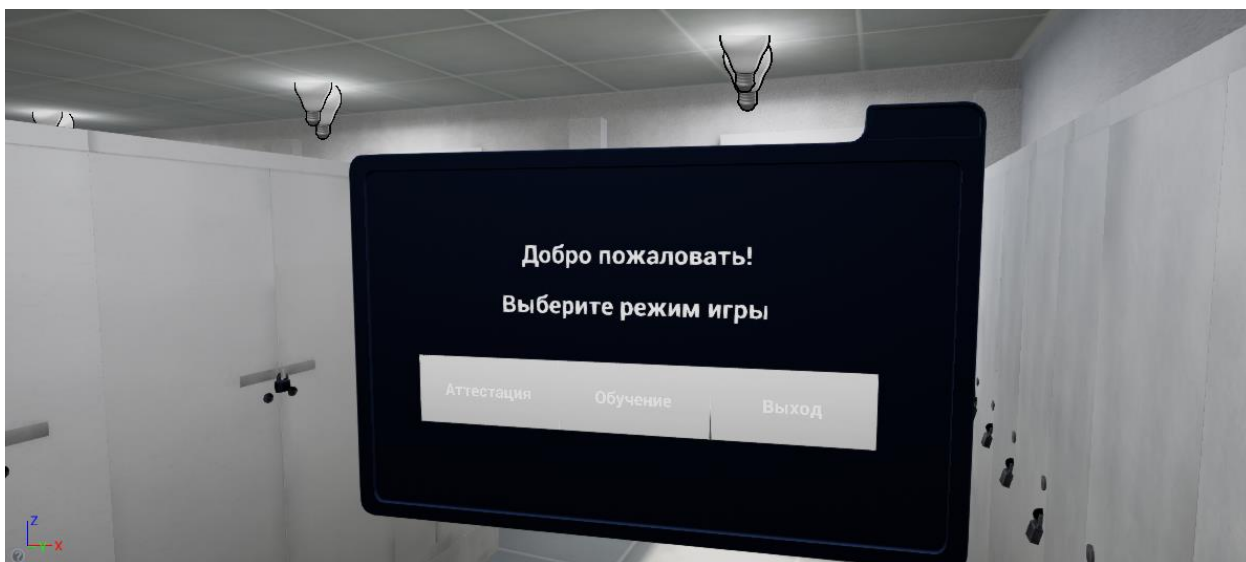 Добро пожаловать!
Выберите режим игры
Аттестация Обучение Выход
Z
Y X
?